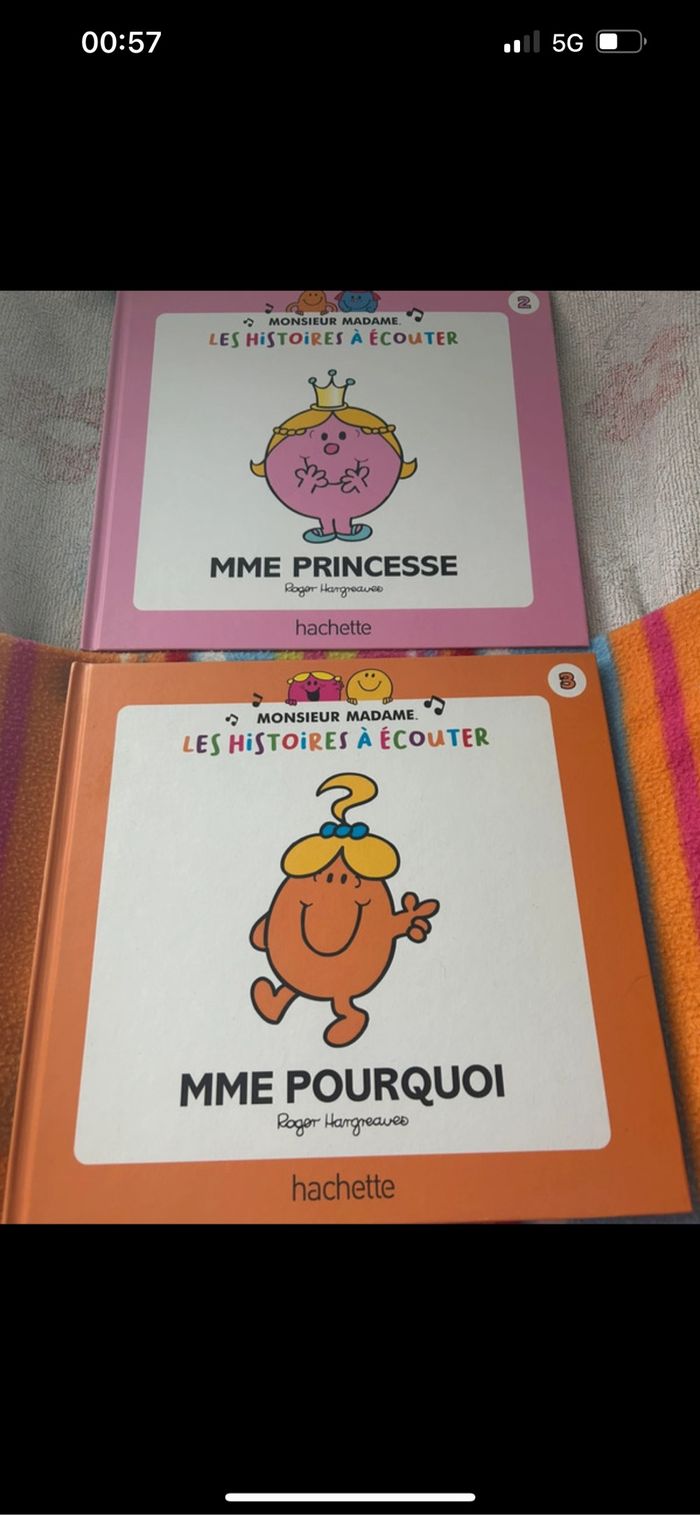 00:57
5G
2
MONSIEUR MADAME.
LES HiSTOiRES À ÉCOUTER
MME PRINCESSE
Roger Hargreaves
hachette
3
MONSIEUR MADAME.
LES HiSTOiRES À ÉCOUTER
MME POURQUOI
Roger Hargreaves
hachette